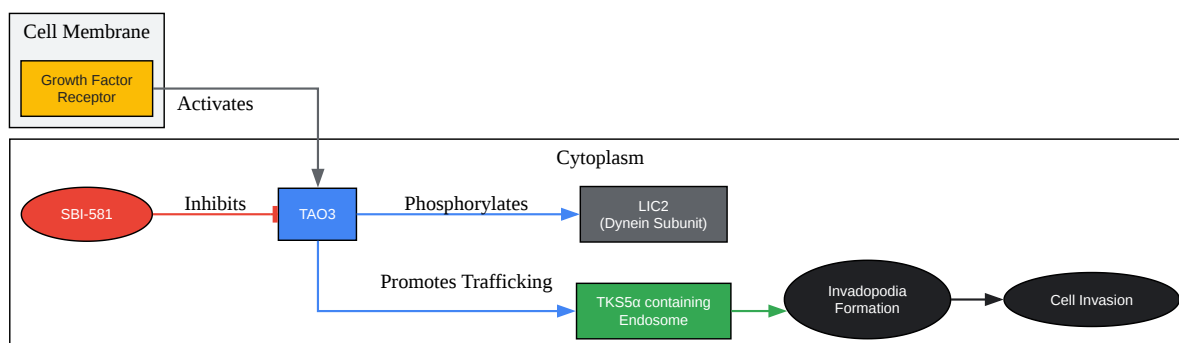 Cell Membrane
Growth Factor
Receptor
Activates
Cytoplasm
SBI-581
Inhibits
TAO3
Phosphorylates
LIC2
(Dynein Subunit)
Promotes Trafficking
TKS5α containing
Endosome
Invadopodia
Formation
Cell Invasion